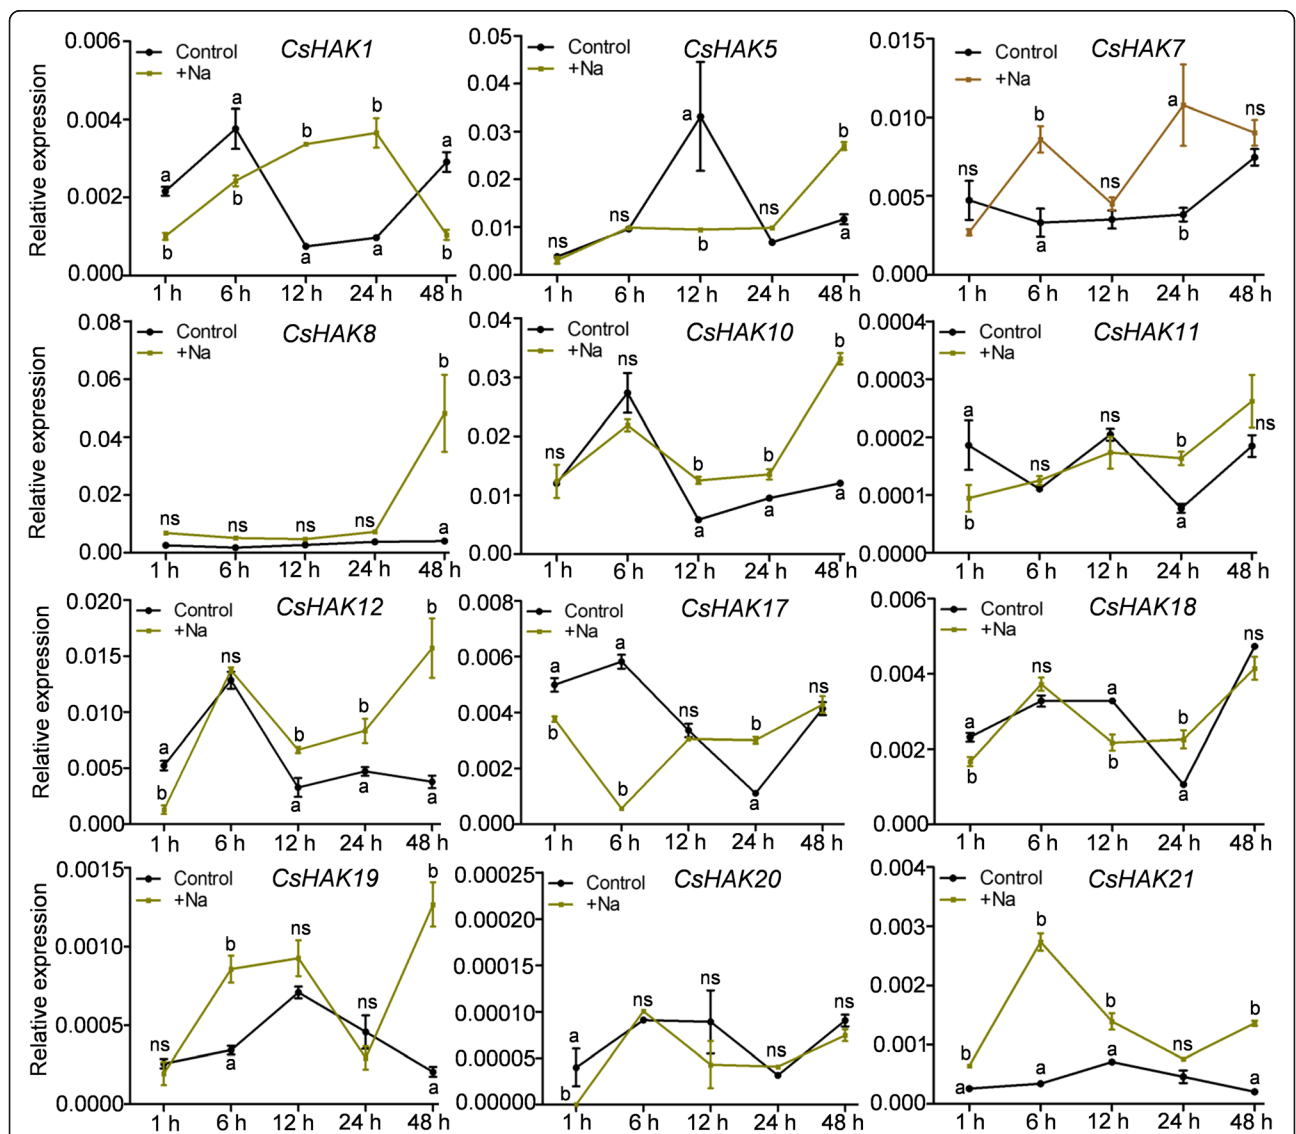 CsHAK1
Control
+Na
Relative expression
0.006
0.004
0.002
0.000
a
b
a
b
b
a
b
a
a
b
1 h
6 h
12 h
24 h
48 h
CsHAK5
Control
+Na
0.05
0.04
0.03
0.02
0.01
0.00
ns
ns
a
b
ns
b
a
1 h
6 h
12 h
24 h
48 h
CsHAK7
Control
+Na
0.015
0.010
0.005
0.000
ns
b
a
ns
a
b
ns
1 h
6 h
12 h
24 h
48 h
CsHAK8
Control
+Na
Relative expression
0.08
0.06
0.04
0.02
0.00
ns
ns
ns
ns
b
a
1 h
6 h
12 h
24 h
48 h
CsHAK10
Control
+Na
0.04
0.03
0.02
0.01
0.00
ns
ns
b
a
b
a
b
a
1 h
6 h
12 h
24 h
48 h
CsHAK11
Control
+Na
0.0004
0.0003
0.0002
0.0001
0.0000
a
b
ns
ns
b
a
ns
1 h
6 h
12 h
24 h
48 h
CsHAK12
Control
+Na
Relative expression
0.020
0.015
0.010
0.005
0.000
a
b
ns
b
a
b
a
b
a
1 h
6 h
12 h
24 h
48 h
CsHAK17
Control
+Na
0.008
0.006
0.004
0.002
0.000
a
b
a
b
ns
b
a
ns
1 h
6 h
12 h
24 h
48 h
CsHAK18
Control
+Na
0.006
0.004
0.002
0.000
a
b
ns
a
b
b
a
ns
1 h
6 h
12 h
24 h
48 h
CsHAK19
Control
+Na
Relative expression
0.0015
0.0010
0.0005
0.0000
ns
b
a
ns
ns
b
a
1 h
6 h
12 h
24 h
48 h
CsHAK20
Control
+Na
0.00025
0.00020
0.00015
0.00010
0.00005
0.00000
a
b
ns
ns
ns
ns
1 h
6 h
12 h
24 h
48 h
CsHAK21
Control
+Na
0.004
0.003
0.002
0.001
0.000
b
a
b
a
b
a
ns
b
a
1 h
6 h
12 h
24 h
48 h